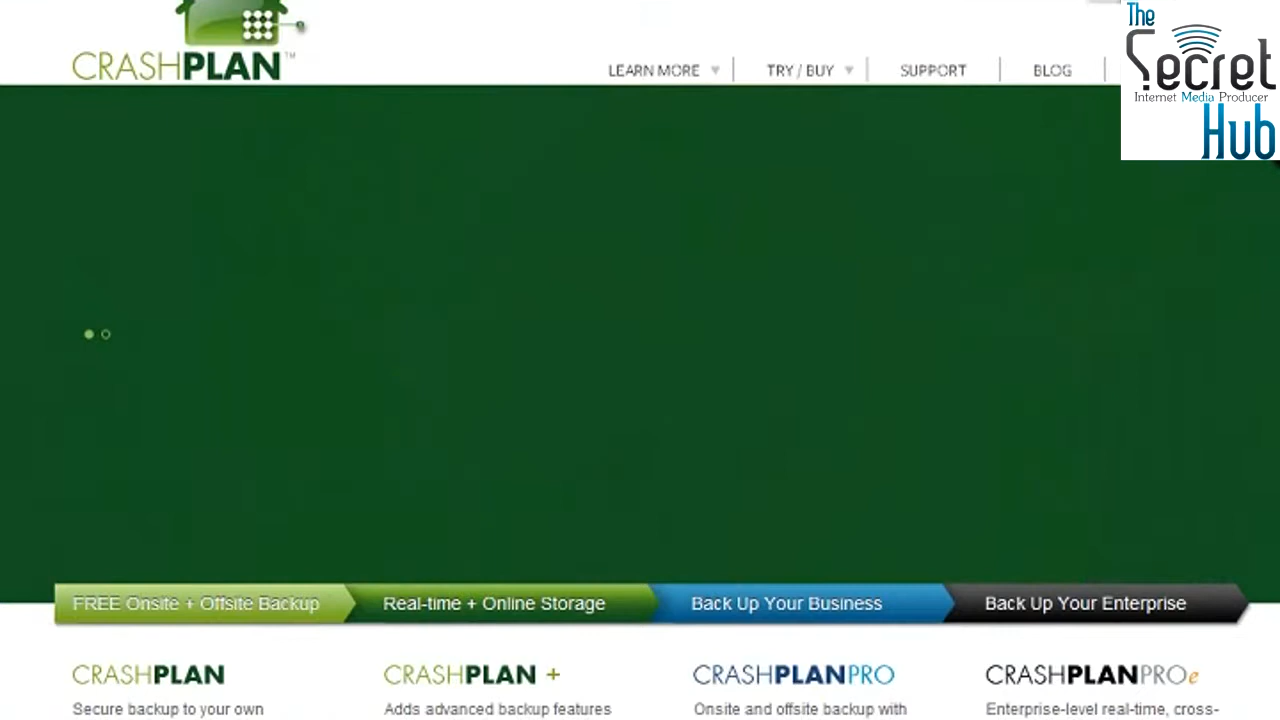 CRASHPLAN™
LEARN MORE
TRY / BUY
SUPPORT
BLOG
The
Secret
Internet Media Producer
Hub
FREE Onsite + Offsite Backup
Real-time + Online Storage
Back Up Your Business
Back Up Your Enterprise
CRASHPLAN
CRASHPLAN +
CRASHPLANPRO
CRASHPLANPROe
Secure backup to your own
Adds advanced backup features
Onsite and offsite backup with
Enterprise-level real-time, cross-